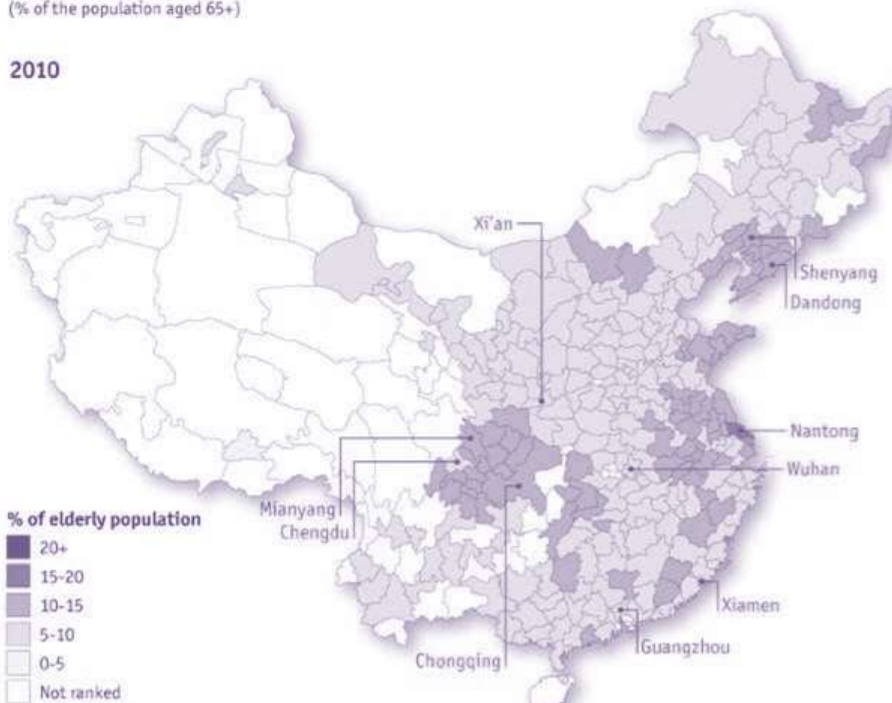 (% of the population aged 65+)
2010
Xi'an
Shenyang
Dandong
Nantong
Wuhan
Mianyang
Chengdu
Xiamen
Guangzhou
Chongqing
% of elderly population
20+
15-20
10-15
5-10
0-5
Not ranked